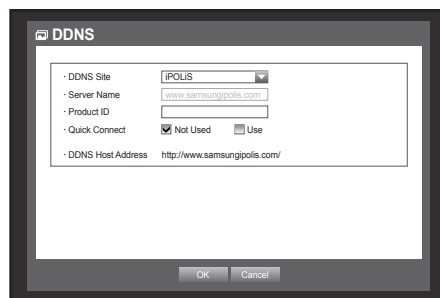 DDNS
· DDNS Site iPOLiS
· Server Name www.samsungipolis.com
· Product ID
· Quick Connect Not Used Use
· DDNS Host Address http://www.samsungipolis.com/
OK Cancel